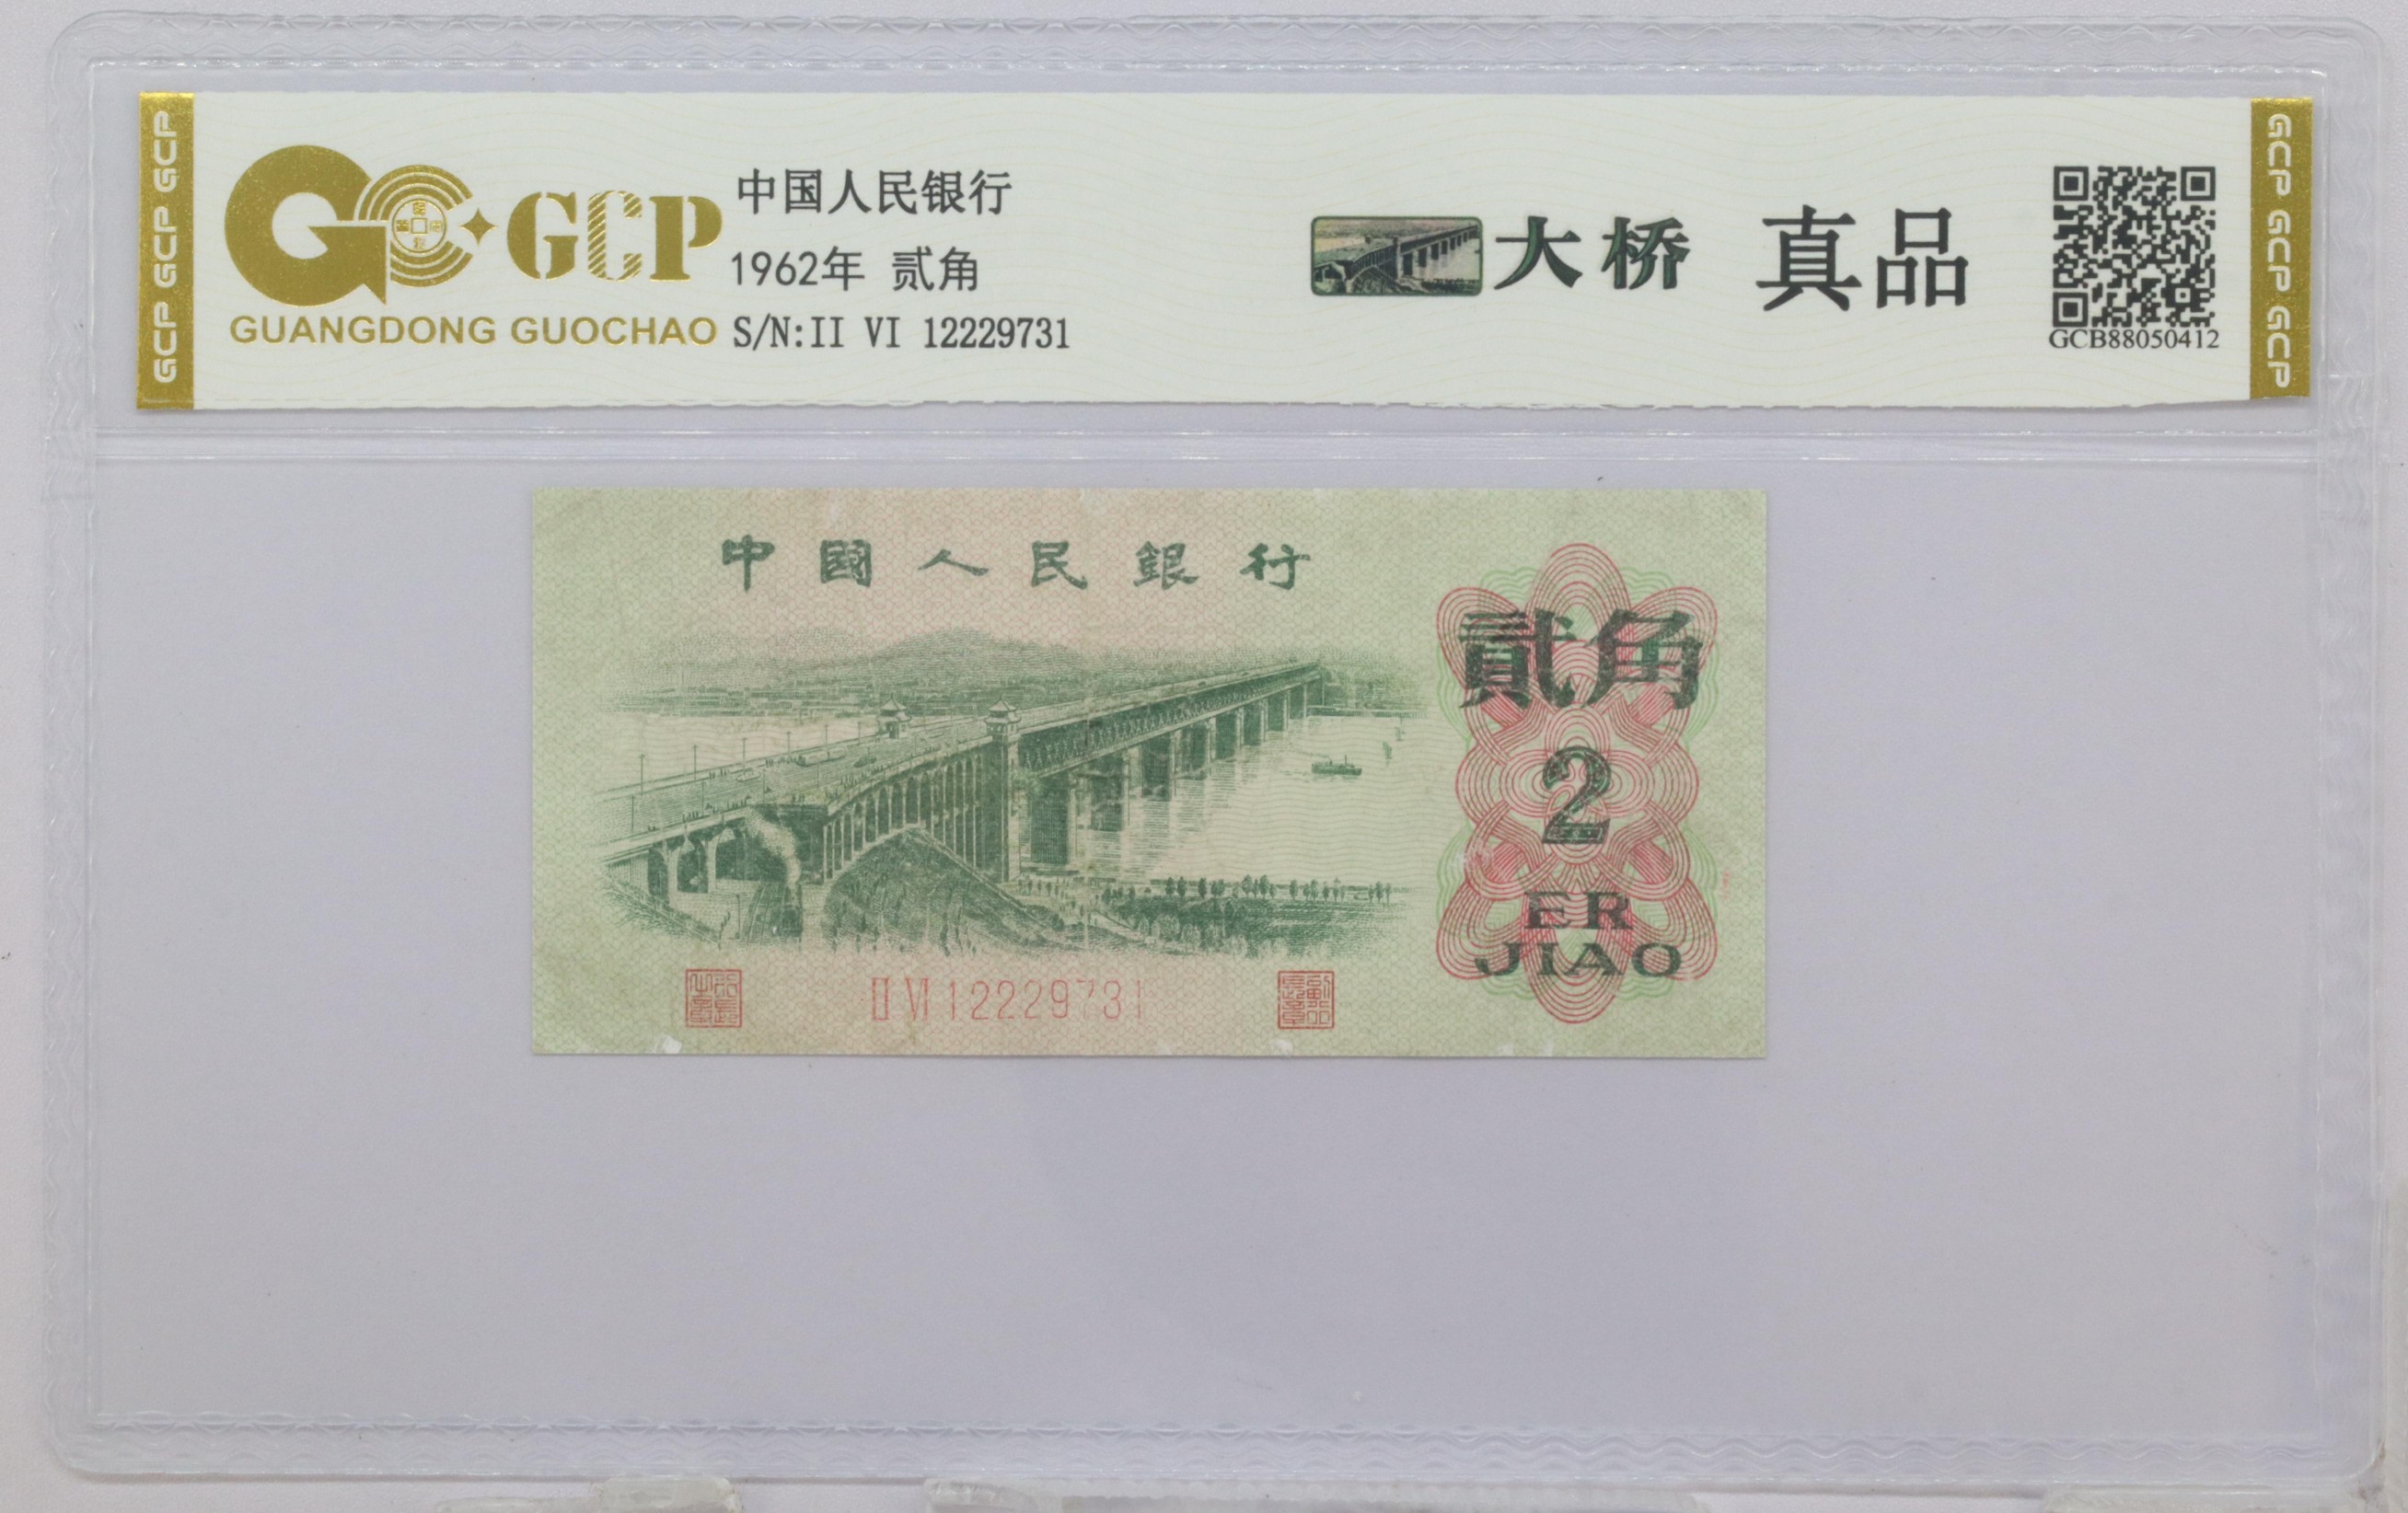 GCP GCP GCP
GCP
GUANGDONG GUOCHAO
中国人民银行
1962年 贰角
S/N:II VI 12229731
大桥
真品
GCB88050412
GCP GCP GCP
中國人民銀行
貳角
2
ER
JIAO
II VI 12229731